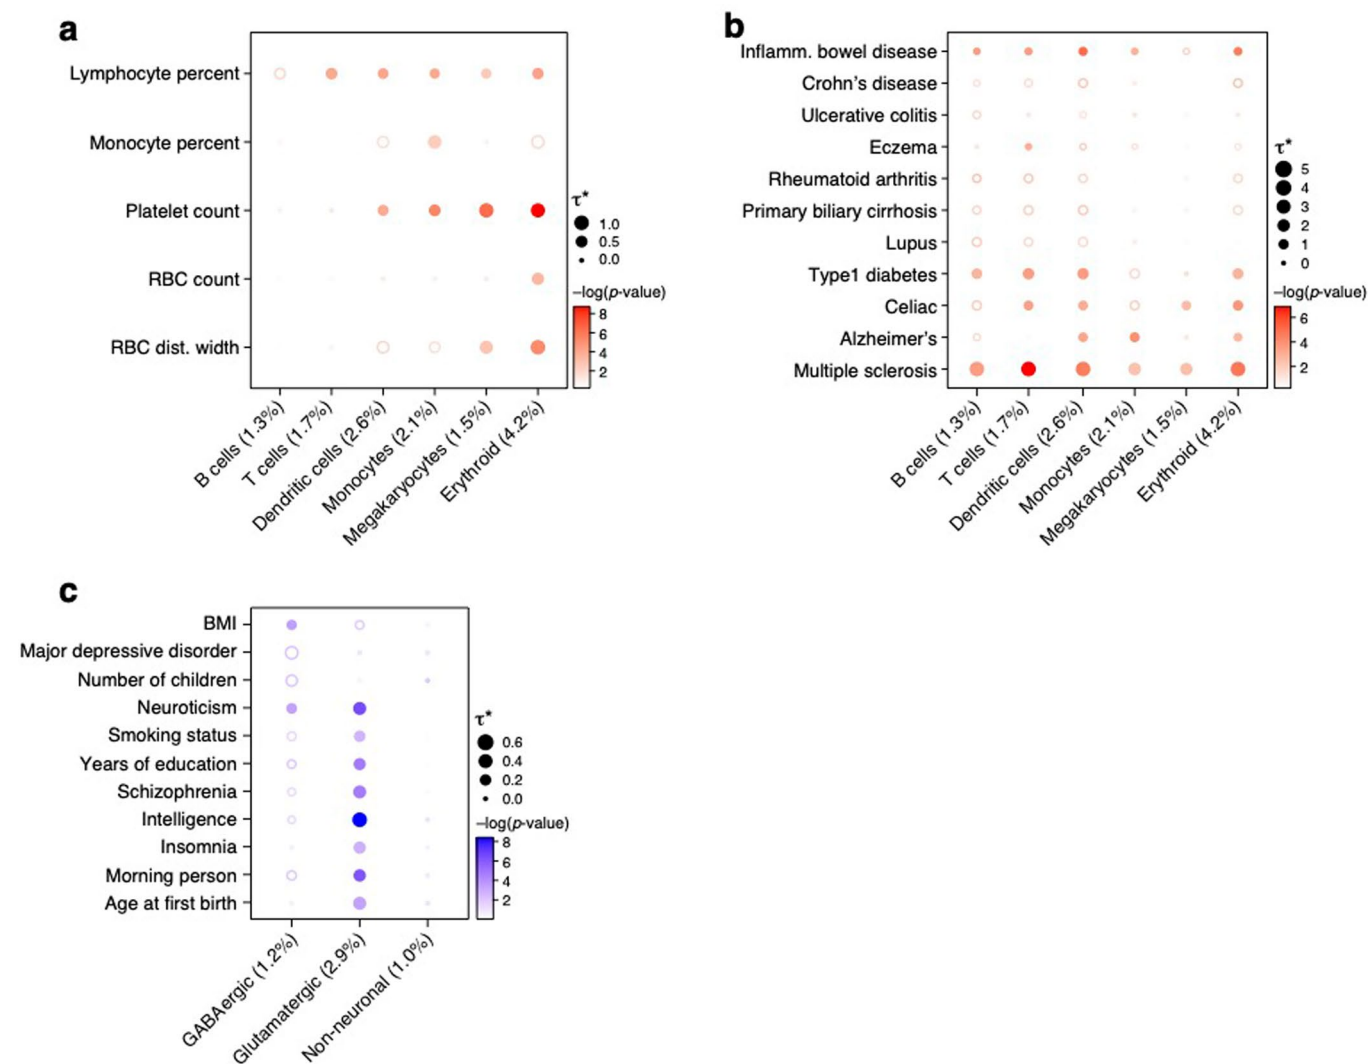 a
Lymphocyte percent
Monocyte percent
Platelet count
RBC count
RBC dist. width
τ*
1.0
0.5
0.0
–log(p-value)
8
6
4
2
B cells (1.3%)
T cells (1.7%)
Dendritic cells (2.6%)
Monocytes (2.1%)
Megakaryocytes (1.5%)
Erythroid (4.2%)
b
Inflamm. bowel disease
Crohn’s disease
Ulcerative colitis
Eczema
Rheumatoid arthritis
Primary biliary cirrhosis
Lupus
Type1 diabetes
Celiac
Alzheimer’s
Multiple sclerosis
τ*
5
4
3
2
1
0
–log(p-value)
6
4
2
B cells (1.3%)
T cells (1.7%)
Dendritic cells (2.6%)
Monocytes (2.1%)
Megakaryocytes (1.5%)
Erythroid (4.2%)
c
BMI
Major depressive disorder
Number of children
Neuroticism
Smoking status
Years of education
Schizophrenia
Intelligence
Insomnia
Morning person
Age at first birth
τ*
0.6
0.4
0.2
0.0
–log(p-value)
8
6
4
2
GABAergic (1.2%)
Glutamatergic (2.9%)
Non-neuronal (1.0%)